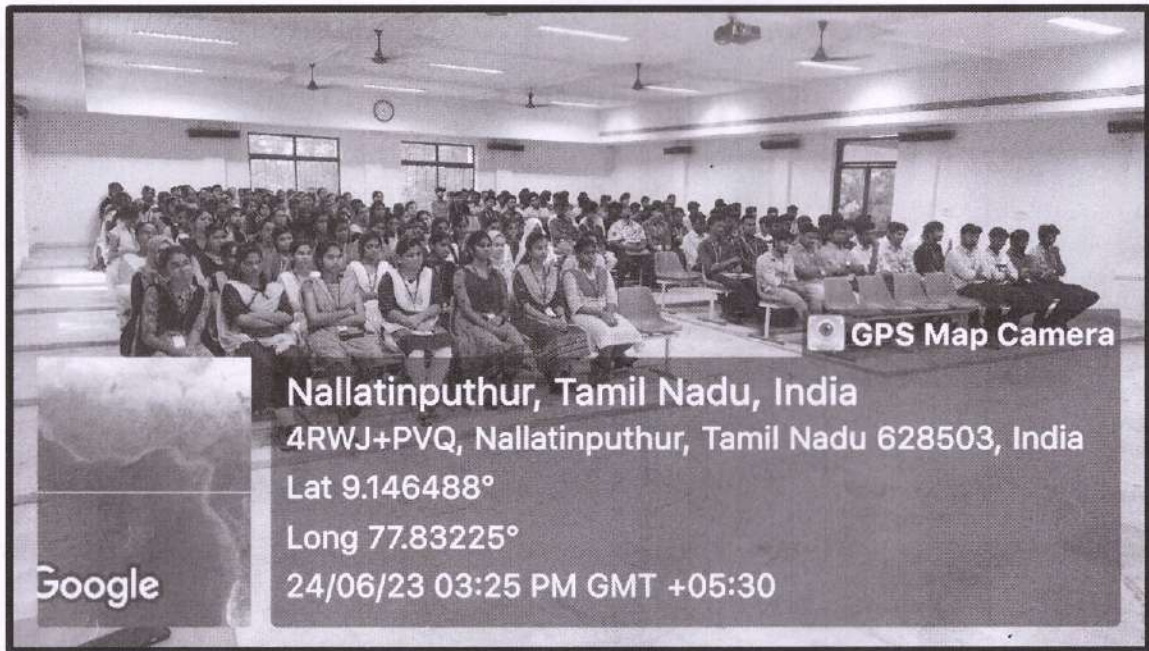 GPS Map Camera
Nallatinputhur, Tamil Nadu, India
4RWJ+PVQ, Nallatinputhur, Tamil Nadu 628503, India
Lat 9.146488°
Long 77.83225°
24/06/23 03:25 PM GMT +05:30
Google